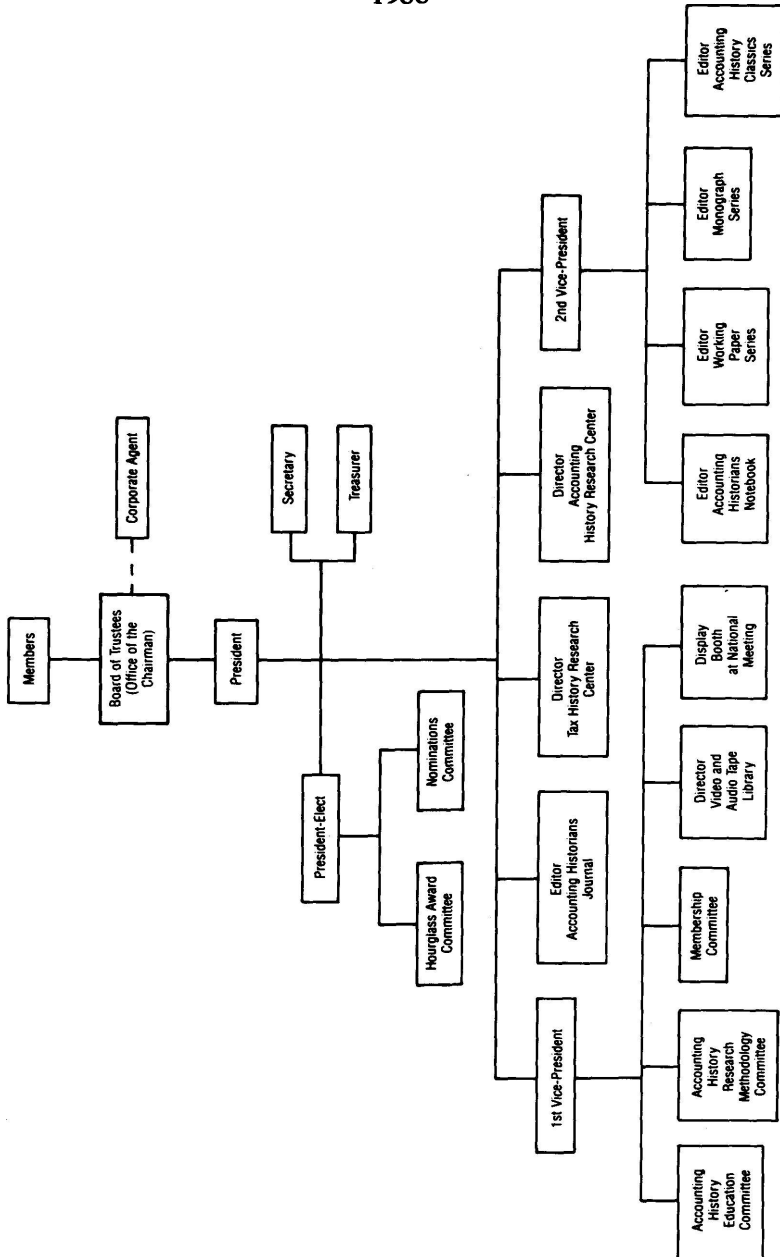 Members
Board of Trustees
(Office of the
Chairman)
Corporate Agent
President
Secretary
Treasurer
President-Elect
Hourglass Award
Committee
Nominations
Committee
1st Vice-President
Editor
Accounting Historians
Journal
Director
Tax History Research
Center
Director
Accounting
History Research Center
2nd Vice-President
Accounting
History
Education
Committee
Accounting
History
Research
Methodology
Committee
Membership
Committee
Director
Video and
Audio Tape
Library
Display
Booth
at National
Meeting
Editor
Accounting
Historians
Notebook
Editor
Working
Paper
Series
Editor
Monograph
Series
Editor
Accounting
History
Classics
Series